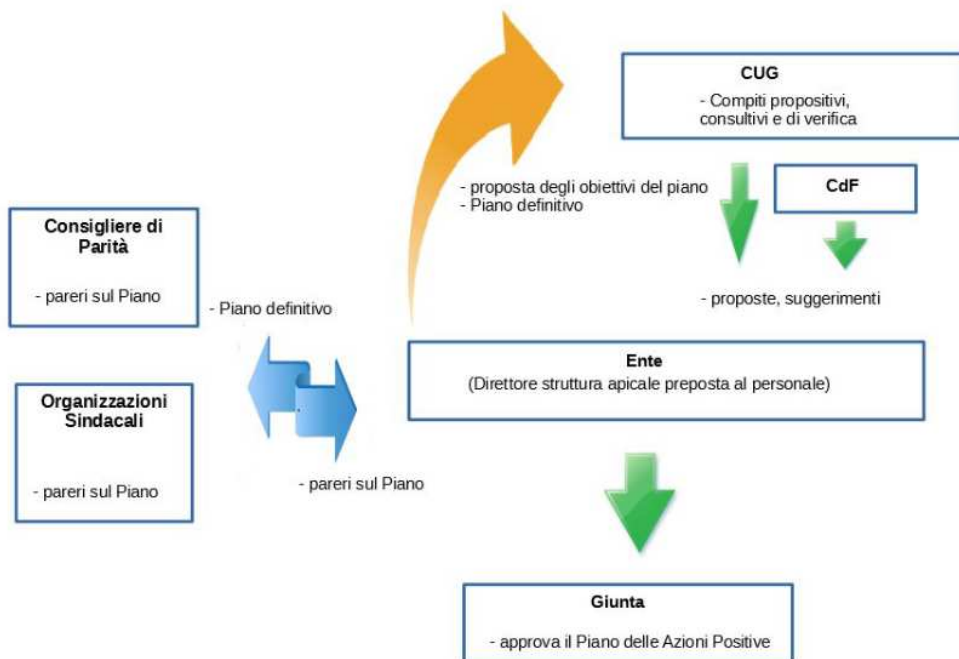 CUG
- Compiti propositivi,
consultivi e di verifica
- proposta degli obiettivi del piano
- Piano definitivo
CdF
Consigliere di
Parità
- pareri sul Piano
- Piano definitivo
- proposte, suggerimenti
Ente
(Direttore struttura apicale preposta al personale)
Organizzazioni
Sindacali
- pareri sul Piano
- pareri sul Piano
Giunta
- approva il Piano delle Azioni Positive